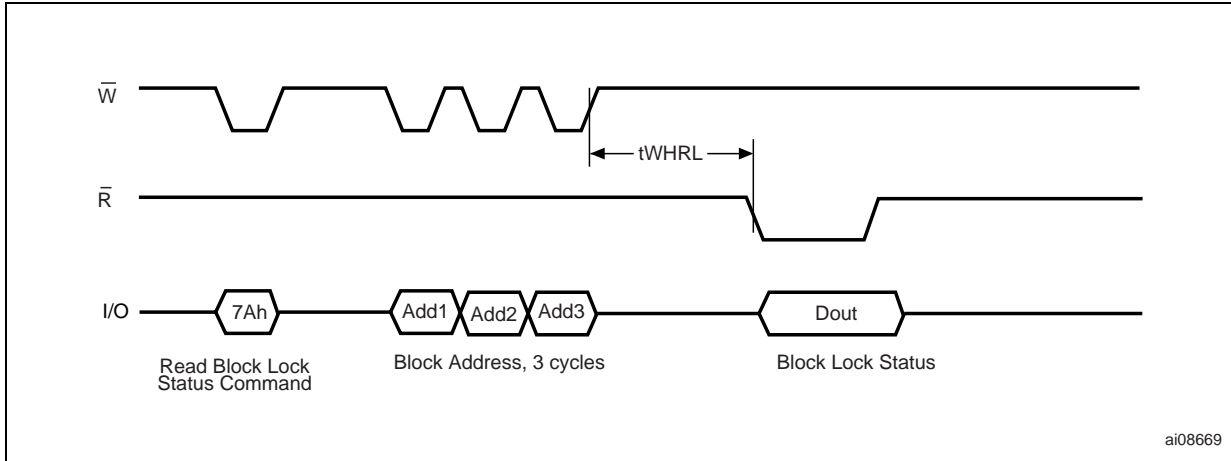 W̅
tWHRL
R̅
I/O
7Ah
Add1
Add2
Add3
Dout
Read Block Lock
Status Command
Block Address, 3 cycles
Block Lock Status
ai08669